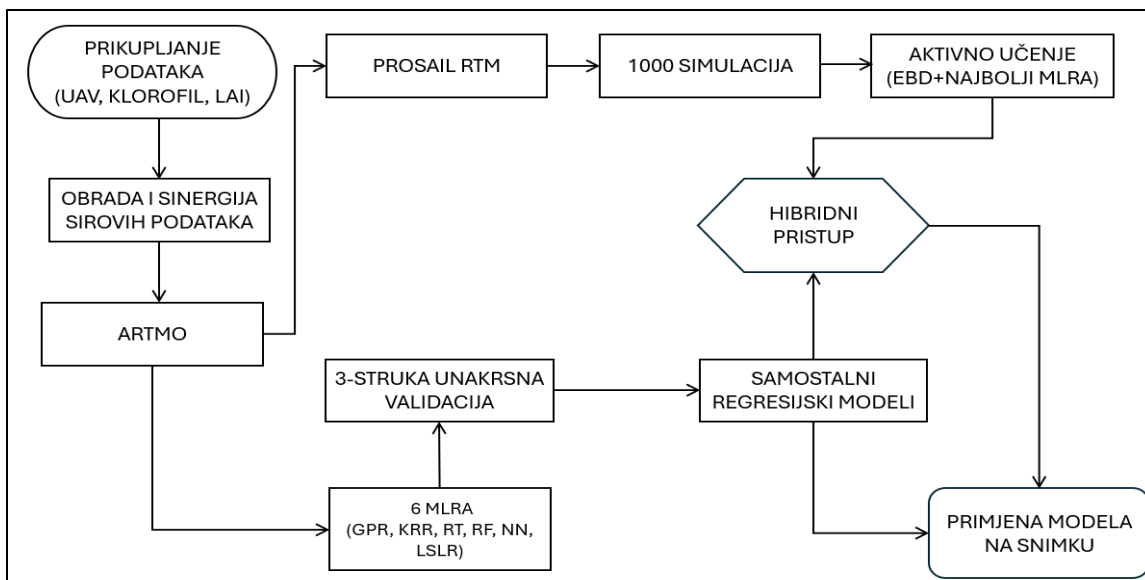 PRIKUPLJANJE
PODATAKA
(UAV, KLOROFIL, LAI)
OBRADA I SINERGIJA
SIROVIH PODATAKA
ARTMO
PROSAIL RTM
1000 SIMULACIJA
AKTIVNO UČENJE
(EBD+NAJBOLJI MLRA)
HIBRIDNI
PRISTUP
6 MLRA
(GPR, KRR, RT, RF, NN,
LSLR)
3-STRUKA UNAKRSNA
VALIDACIJA
SAMOSTALNI
REGRESIJSKI MODELI
PRIMJENA MODELA
NA SNIMKU